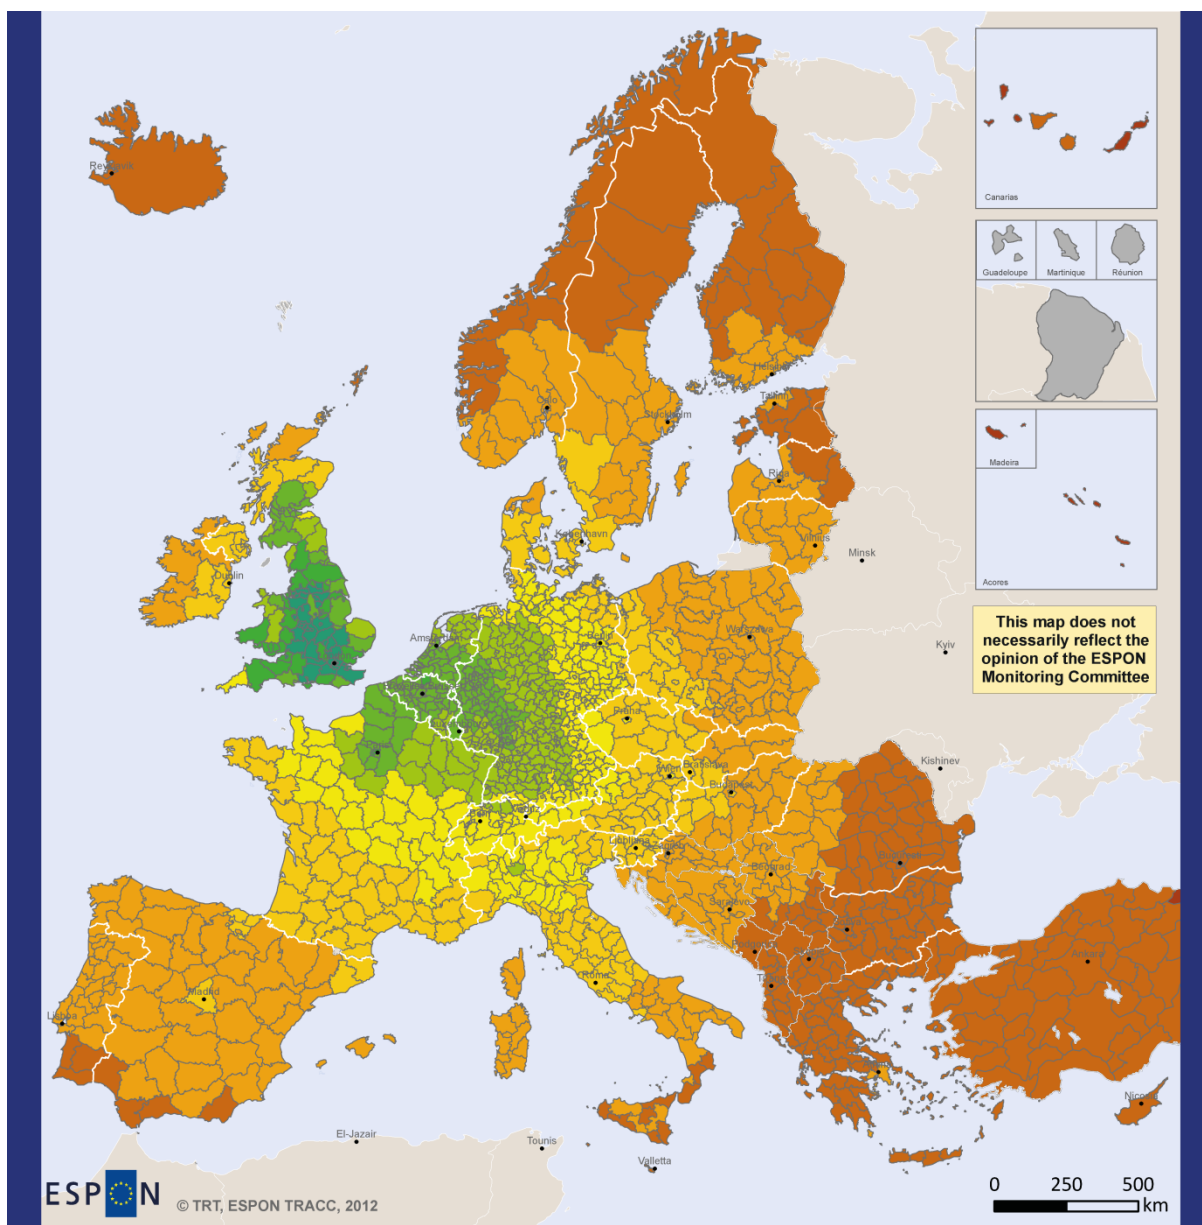 Reykjavik
Canarias
Guadeloupe
Martinique
Réunion
Madeira
Acores
Helsinki
Tallinn
Oslo
Stockholm
Riga
København
Vilnius
Minsk
Dublin
This map does not
necessarily reflect the
opinion of the ESPON
Monitoring Committee
Amsterdam
Berlin
Warszawa
Kyiv
Praha
Kishinev
Wien
Bratislava
Budapest
Vaduz
Ljubljana
Zagreb
Bucuresti
Beograd
Sarajevo
Podgorica
Ankara
Roma
Madrid
Lisboa
Nicosia
El-Jazair
Tounis
Valletta
ESPON
© TRT, ESPON TRACC, 2012
0 250 500
km